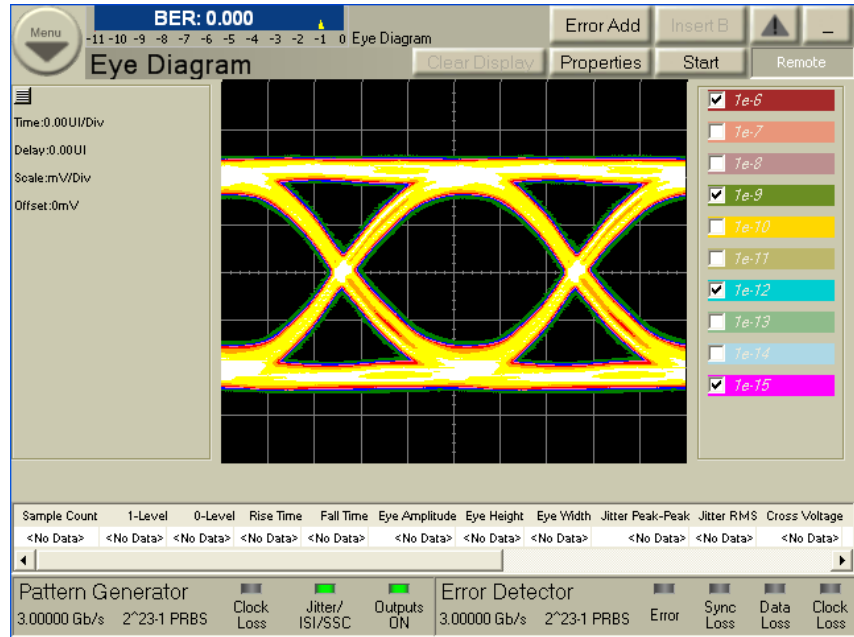 Menu
BER: 0.000
-11 -10 -9 -8 -7 -6 -5 -4 -3 -2 -1 0 Eye Diagram
Error Add
Insert B
Eye Diagram
Clear Display
Properties
Start
Remote
Time:0.00UI/Div
Delay:0.00UI
Scale:mV/Div
Offset:0mV
1e-6
1e-7
1e-8
1e-9
1e-10
1e-11
1e-12
1e-13
1e-14
1e-15
Sample Count 1-Level 0-Level Rise Time Fall Time Eye Amplitude Eye Height Eye Width Jitter Peak-Peak Jitter RMS Cross Voltage
<No Data> <No Data> <No Data> <No Data> <No Data> <No Data> <No Data> <No Data> <No Data> <No Data> <No Data>
Pattern Generator
3.00000 Gb/s 2^23-1 PRBS
Clock Loss
Jitter/ ISI/SSC
Outputs ON
Error Detector
3.00000 Gb/s 2^23-1 PRBS
Error
Sync Loss
Data Loss
Clock Loss